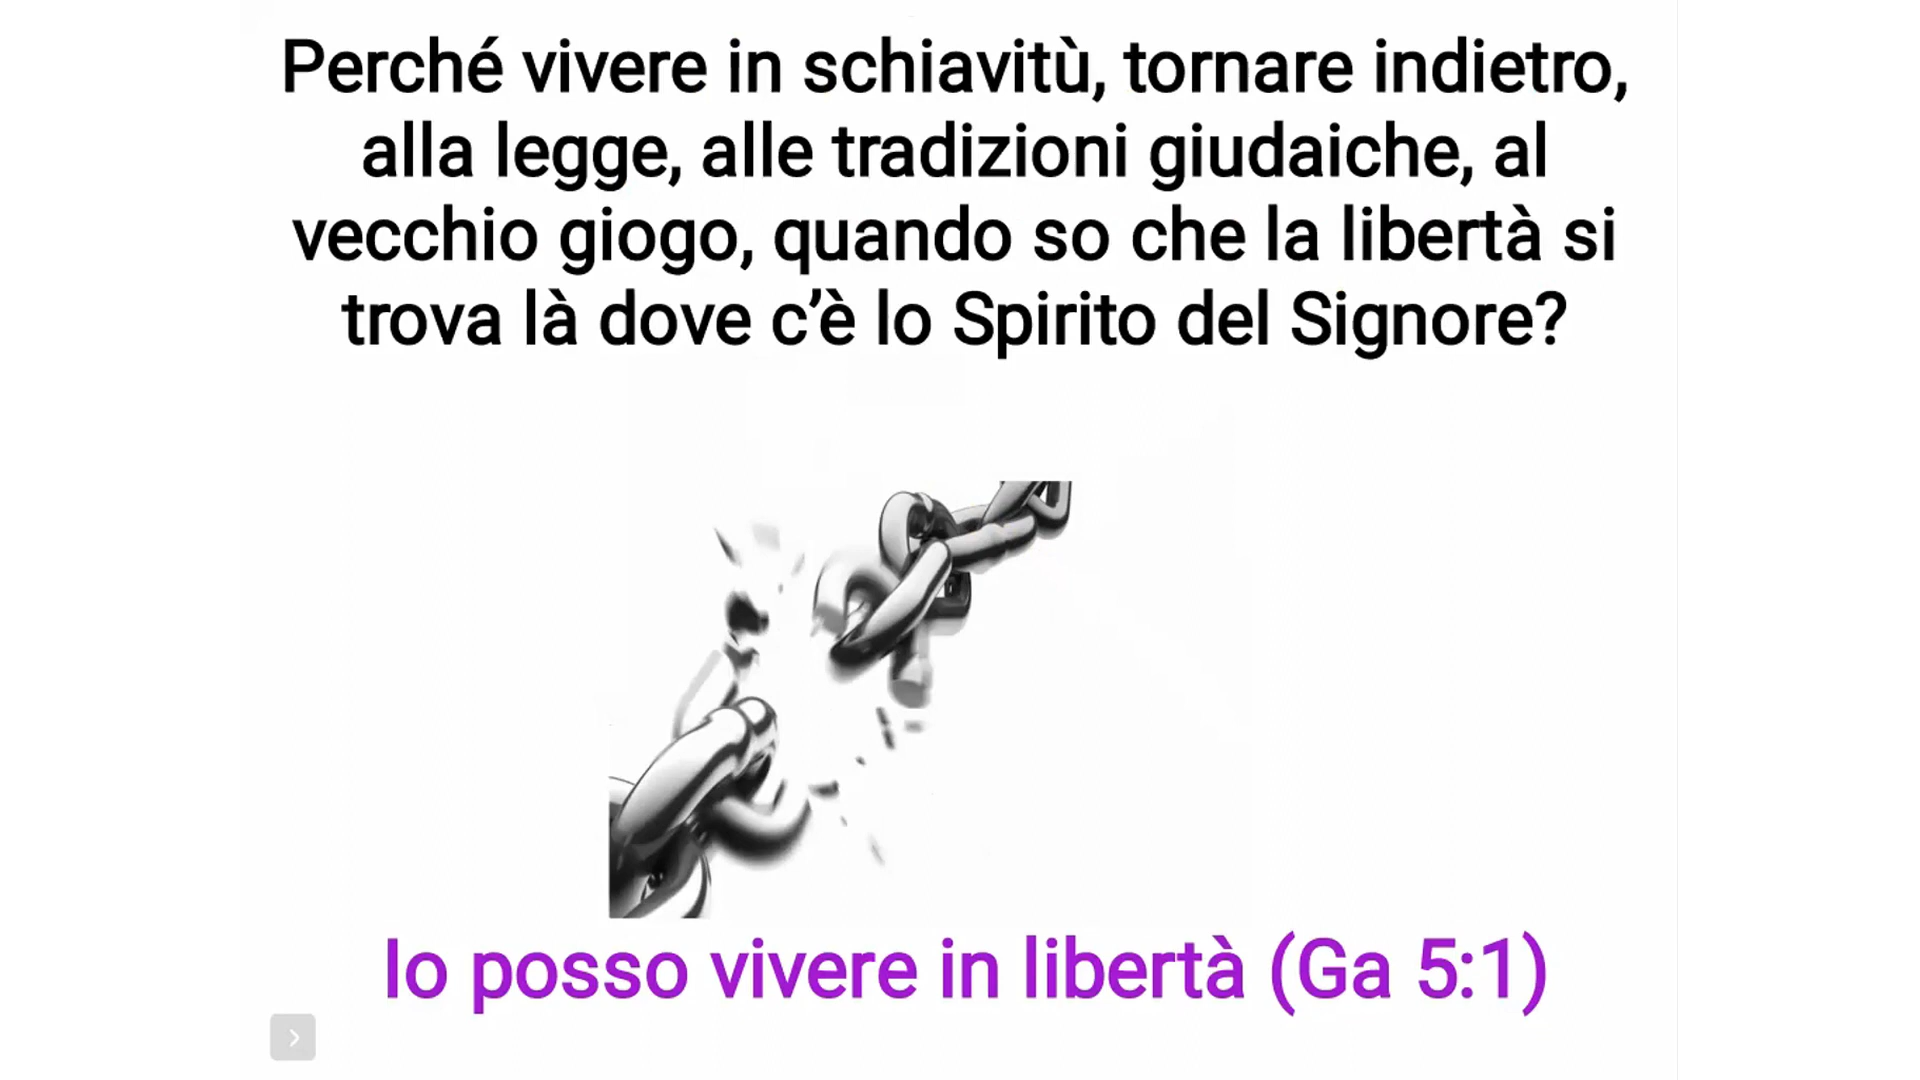 Perché vivere in schiavitù, tornare indietro,
alla legge, alle tradizioni giudaiche, al
vecchio giogo, quando so che la libertà si
trova là dove c’è lo Spirito del Signore?
Io posso vivere in libertà (Ga 5:1)